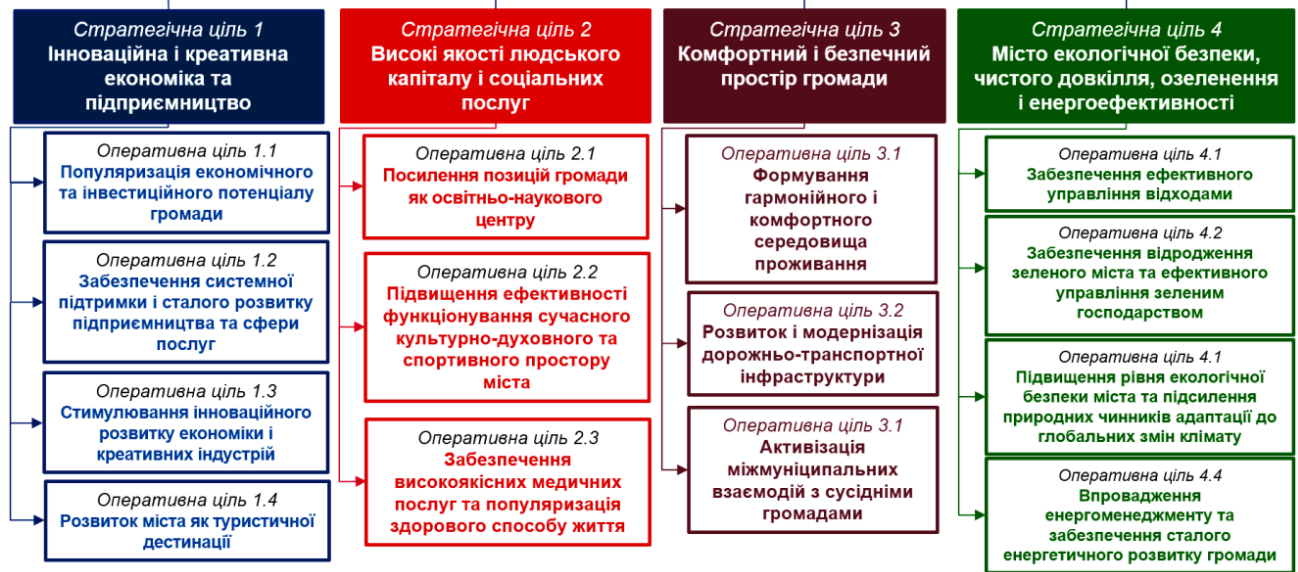 Стратегічна ціль 1
Інноваційна і креативна
економіка та
підприємництво
Оперативна ціль 1.1
Популяризація економічного
та інвестиційного потенціалу
громади
Оперативна ціль 1.2
Забезпечення системної
підтримки і сталого розвитку
підприємництва та сфери
послуг
Оперативна ціль 1.3
Стимулювання інноваційного
розвитку економіки і
креативних індустрій
Оперативна ціль 1.4
Розвиток міста як туристичної
дестинації
Стратегічна ціль 2
Високі якості людського
капіталу і соціальних
послуг
Оперативна ціль 2.1
Посилення позицій громади
як освітньо-наукового
центру
Оперативна ціль 2.2
Підвищення ефективності
функціонування сучасного
культурно-духовного та
спортивного простору
міста
Оперативна ціль 2.3
Забезпечення
високоякісних медичних
послуг та популяризація
здорового способу життя
Стратегічна ціль 3
Комфортний і безпечний
простір громади
Оперативна ціль 3.1
Формування
гармонійного і
комфортного
середовища
проживання
Оперативна ціль 3.2
Розвиток і модернізація
дорожньо-транспортної
інфраструктури
Оперативна ціль 3.1
Активізація
міжмуніципальних
взаємодій з сусідніми
громадами
Стратегічна ціль 4
Місто екологічної безпеки,
чистого довкілля, озеленення
і енергоефективності
Оперативна ціль 4.1
Забезпечення ефективного
управління відходами
Оперативна ціль 4.2
Забезпечення відродження
зеленого міста та ефективного
управління зеленим
господарством
Оперативна ціль 4.1
Підвищення рівня екологічної
безпеки міста та підсилення
природних чинників адаптації до
глобальних змін клімату
Оперативна ціль 4.4
Впровадження
енергоменеджменту та
забезпечення сталого
енергетичного розвитку громади